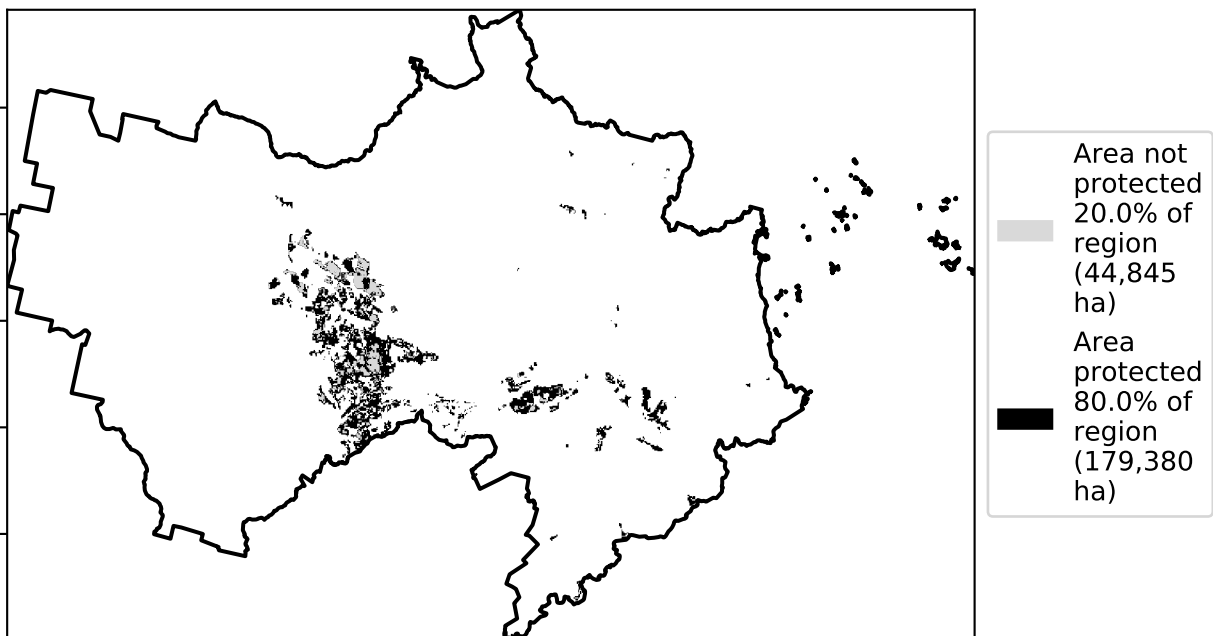 Area not
protected
20.0% of
region
(44,845
ha)
Area
protected
80.0% of
region
(179,380
ha)